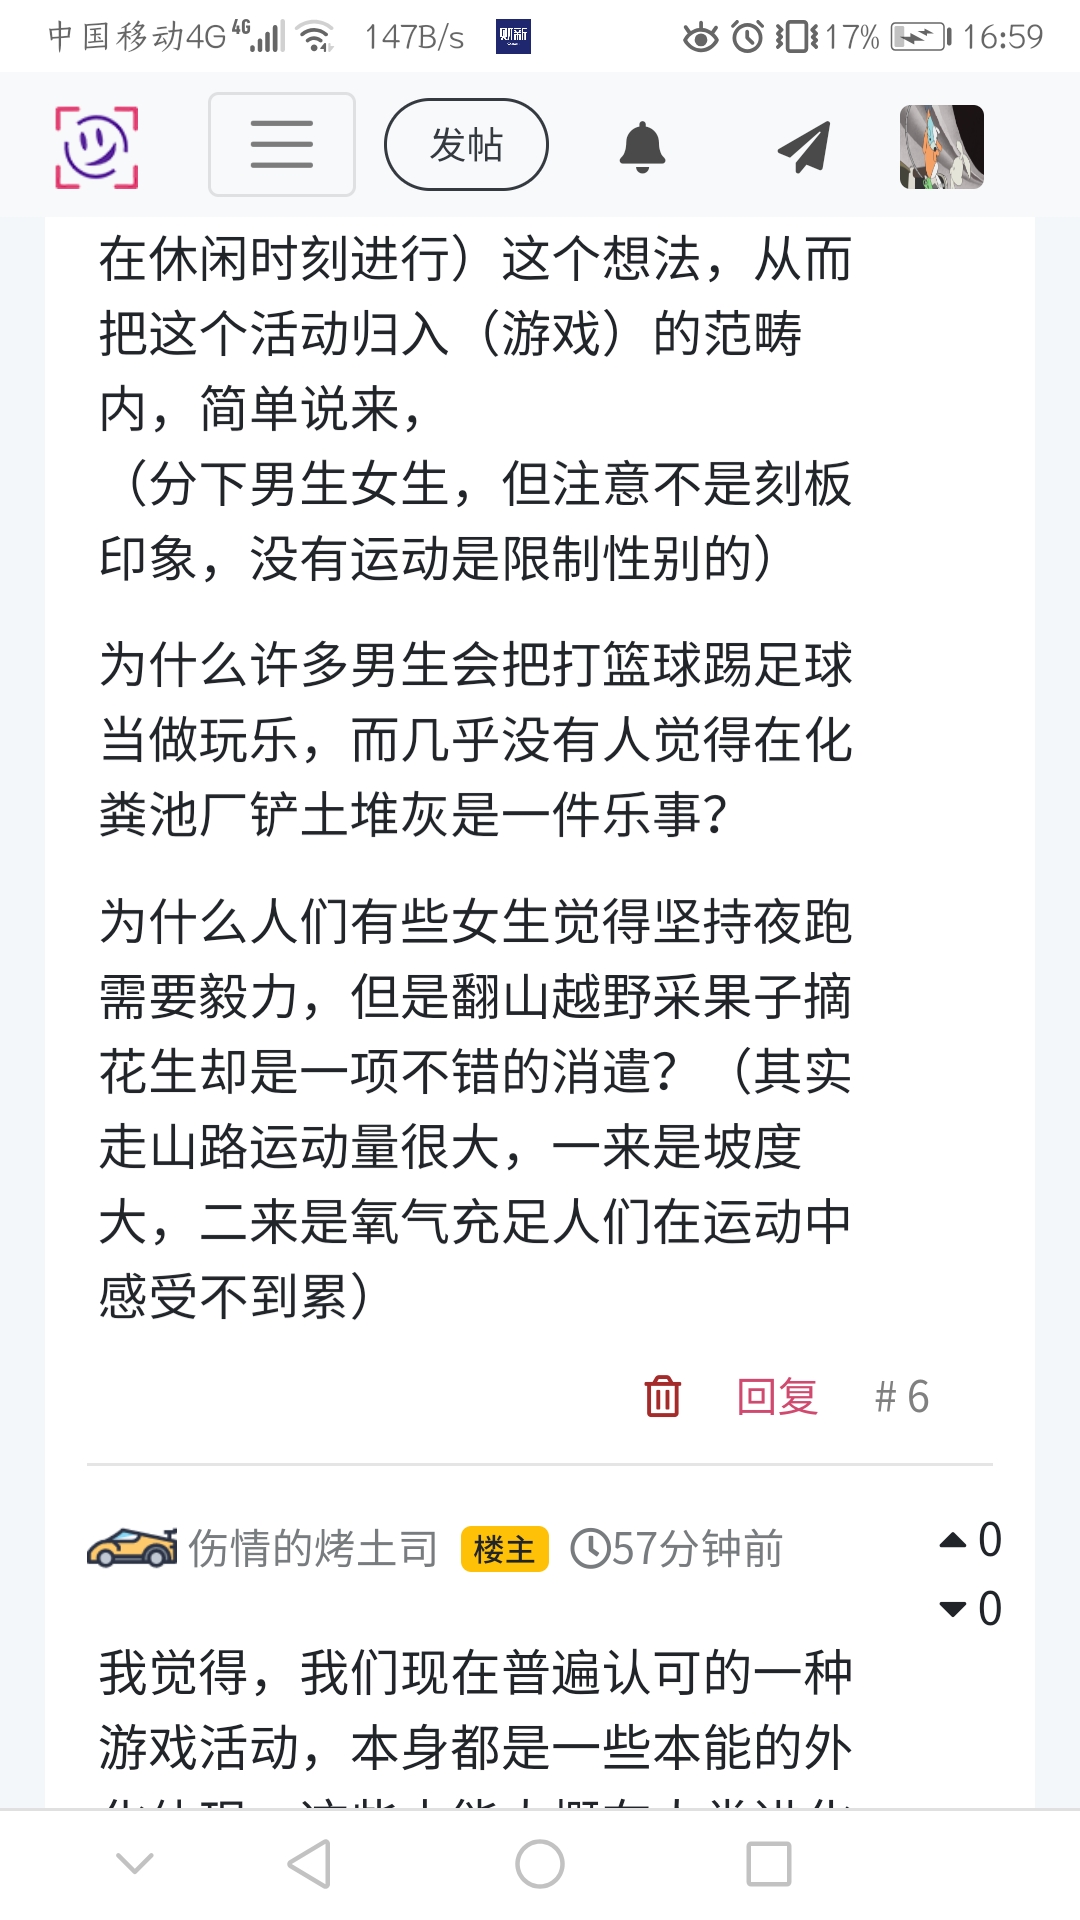 中国移动4G 4G 147B/s 财新 17% 16:59
发帖
在休闲时刻进行）这个想法，从而
把这个活动归入（游戏）的范畴
内，简单说来，
（分下男生女生，但注意不是刻板
印象，没有运动是限制性别的）
为什么许多男生会把打篮球踢足球
当做玩乐，而几乎没有人觉得在化
粪池厂铲土堆灰是一件乐事？
为什么人们有些女生觉得坚持夜跑
需要毅力，但是翻山越野采果子摘
花生却是一项不错的消遣？（其实
走山路运动量很大，一来是坡度
大，二来是氧气充足人们在运动中
感受不到累）
回复 # 6
伤情的烤土司 楼主 57分钟前 0
0
我觉得，我们现在普遍认可的一种
游戏活动，本身都是一些本能的外